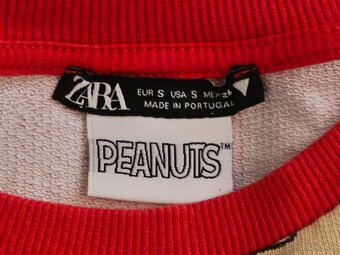 ZARA
EUR S USA S MEX 26
MADE IN PORTUGAL
PEANUTS™